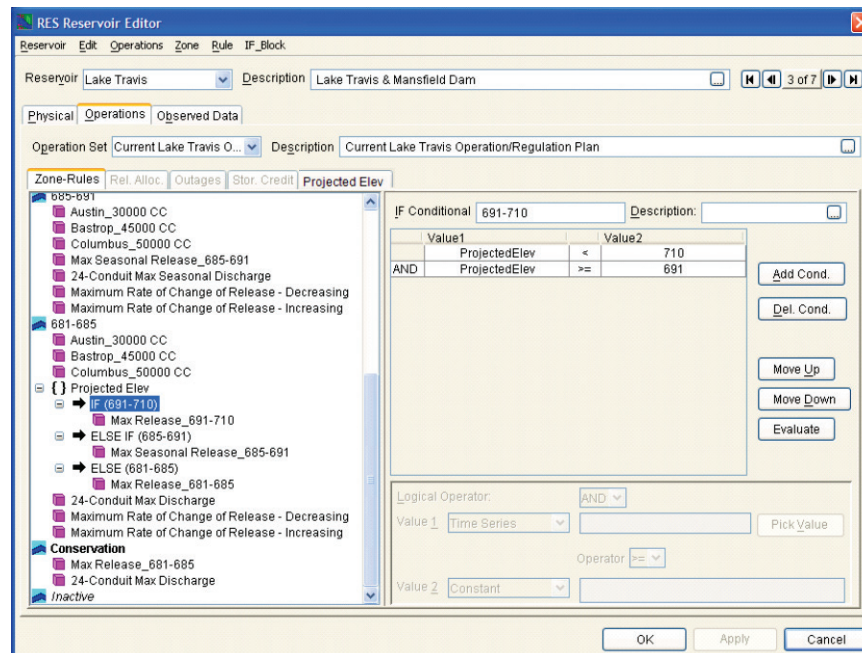 RES Reservoir Editor
Reservoir Edit Operations Zone Rule IF_Block
Reservoir Lake Travis Description Lake Travis & Mansfield Dam ... 3 of 7
Physical Operations Observed Data
Operation Set Current Lake Travis O... Description Current Lake Travis Operation/Regulation Plan ...
Zone-Rules Rel. Alloc. Outages Stor. Credit Projected Elev
685-691
Austin_30000 CC
Bastrop_45000 CC
Columbus_50000 CC
Max Seasonal Release_685-691
24-Conduit Max Seasonal Discharge
Maximum Rate of Change of Release - Decreasing
Maximum Rate of Change of Release - Increasing
681-685
Austin_30000 CC
Bastrop_45000 CC
Columbus_50000 CC
{ } Projected Elev
IF (691-710)
Max Release_691-710
ELSE IF (685-691)
Max Seasonal Release_685-691
ELSE (681-685)
Max Release_681-685
24-Conduit Max Discharge
Maximum Rate of Change of Release - Decreasing
Maximum Rate of Change of Release - Increasing
Conservation
Max Release_681-685
24-Conduit Max Discharge
Inactive
IF Conditional 691-710 Description: ...
Value1 Value2
ProjectedElev < 710
AND ProjectedElev >= 691
Add Cond.
Del. Cond.
Move Up
Move Down
Evaluate
Logical Operator: AND
Value 1 Time Series Pick Value
Operator >=
Value 2 Constant
OK Apply Cancel